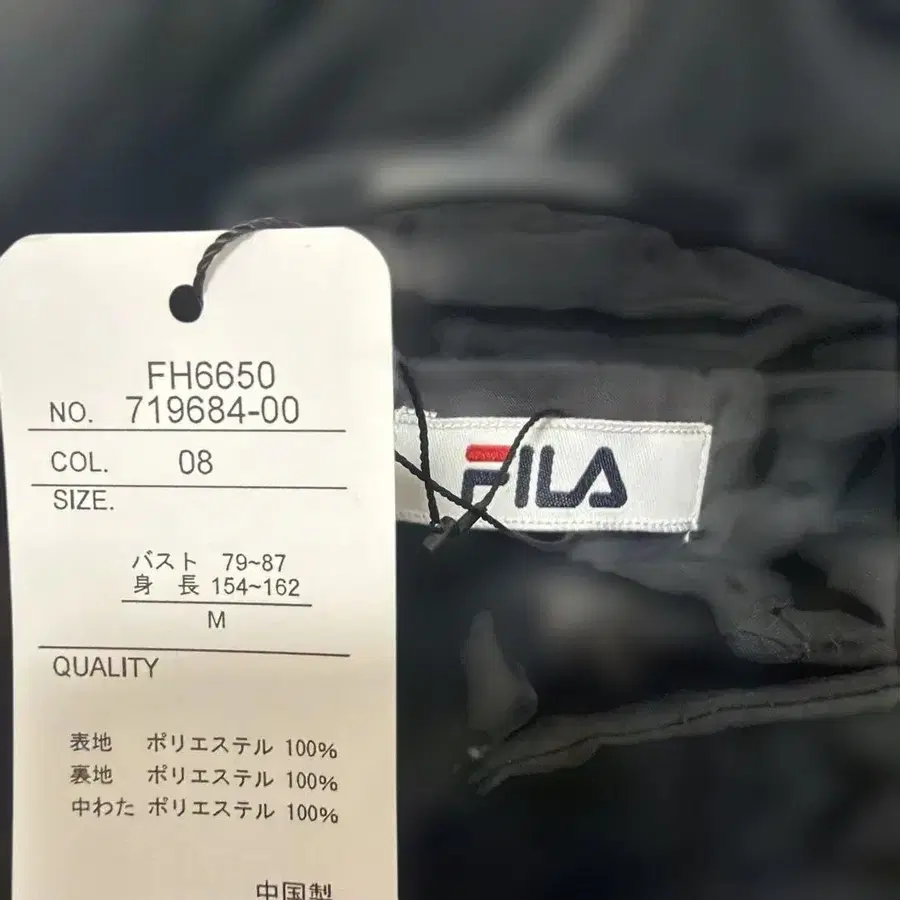 FH6650
NO. 719684-00
COL. 08
SIZE.
バスト 79~87
身 長 154~162
M
QUALITY
表地 ポリエステル 100%
裏地 ポリエステル 100%
中わた ポリエステル 100%
中国製
FILA